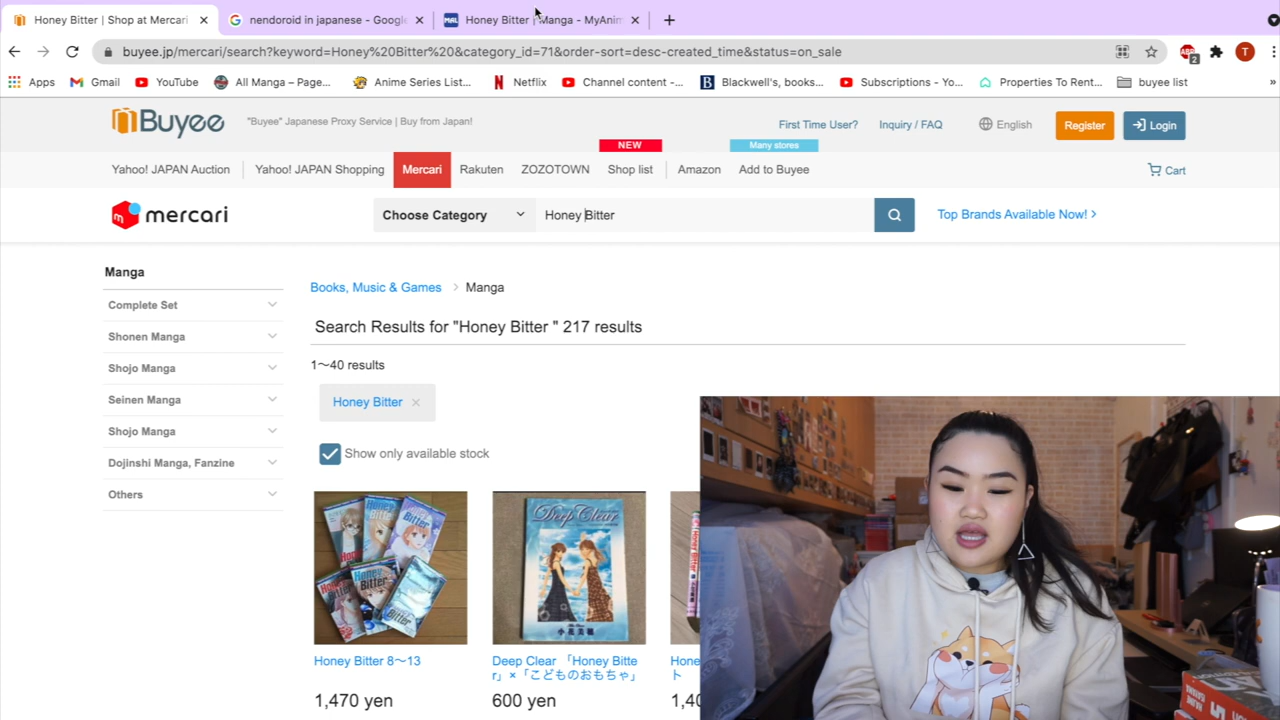 Honey Bitter | Shop at Mercari
nendoroid in japanese - Google
MAL Honey Bitter | Manga - MyAnim
buyee.jp/mercari/search?keyword=Honey%20Bitter%20&category_id=71&order-sort=desc-created_time&status=on_sale
2
T
Apps
Gmail
YouTube
All Manga – Page...
Anime Series List...
Netflix
Channel content -...
Blackwell's, books...
Subscriptions - Yo...
Properties To Rent...
buyee list
»
Buyee
"Buyee" Japanese Proxy Service | Buy from Japan!
First Time User?
Inquiry / FAQ
English
Register
Login
NEW
Many stores
Yahoo! JAPAN Auction
Yahoo! JAPAN Shopping
Mercari
Rakuten
ZOZOTOWN
Shop list
Amazon
Add to Buyee
Cart
mercari
Choose Category
Honey Bitter
Top Brands Available Now!
Manga
Complete Set
Shonen Manga
Shojo Manga
Seinen Manga
Shojo Manga
Dojinshi Manga, Fanzine
Others
Books, Music & Games > Manga
Search Results for "Honey Bitter " 217 results
1〜40 results
Honey Bitter ×
Show only available stock
Deep Clear
Honey Bitter 8〜13
1,470 yen
Deep Clear 「Honey Bitte
r」×「こどものおもちゃ」
600 yen
Hone
ト
1,40